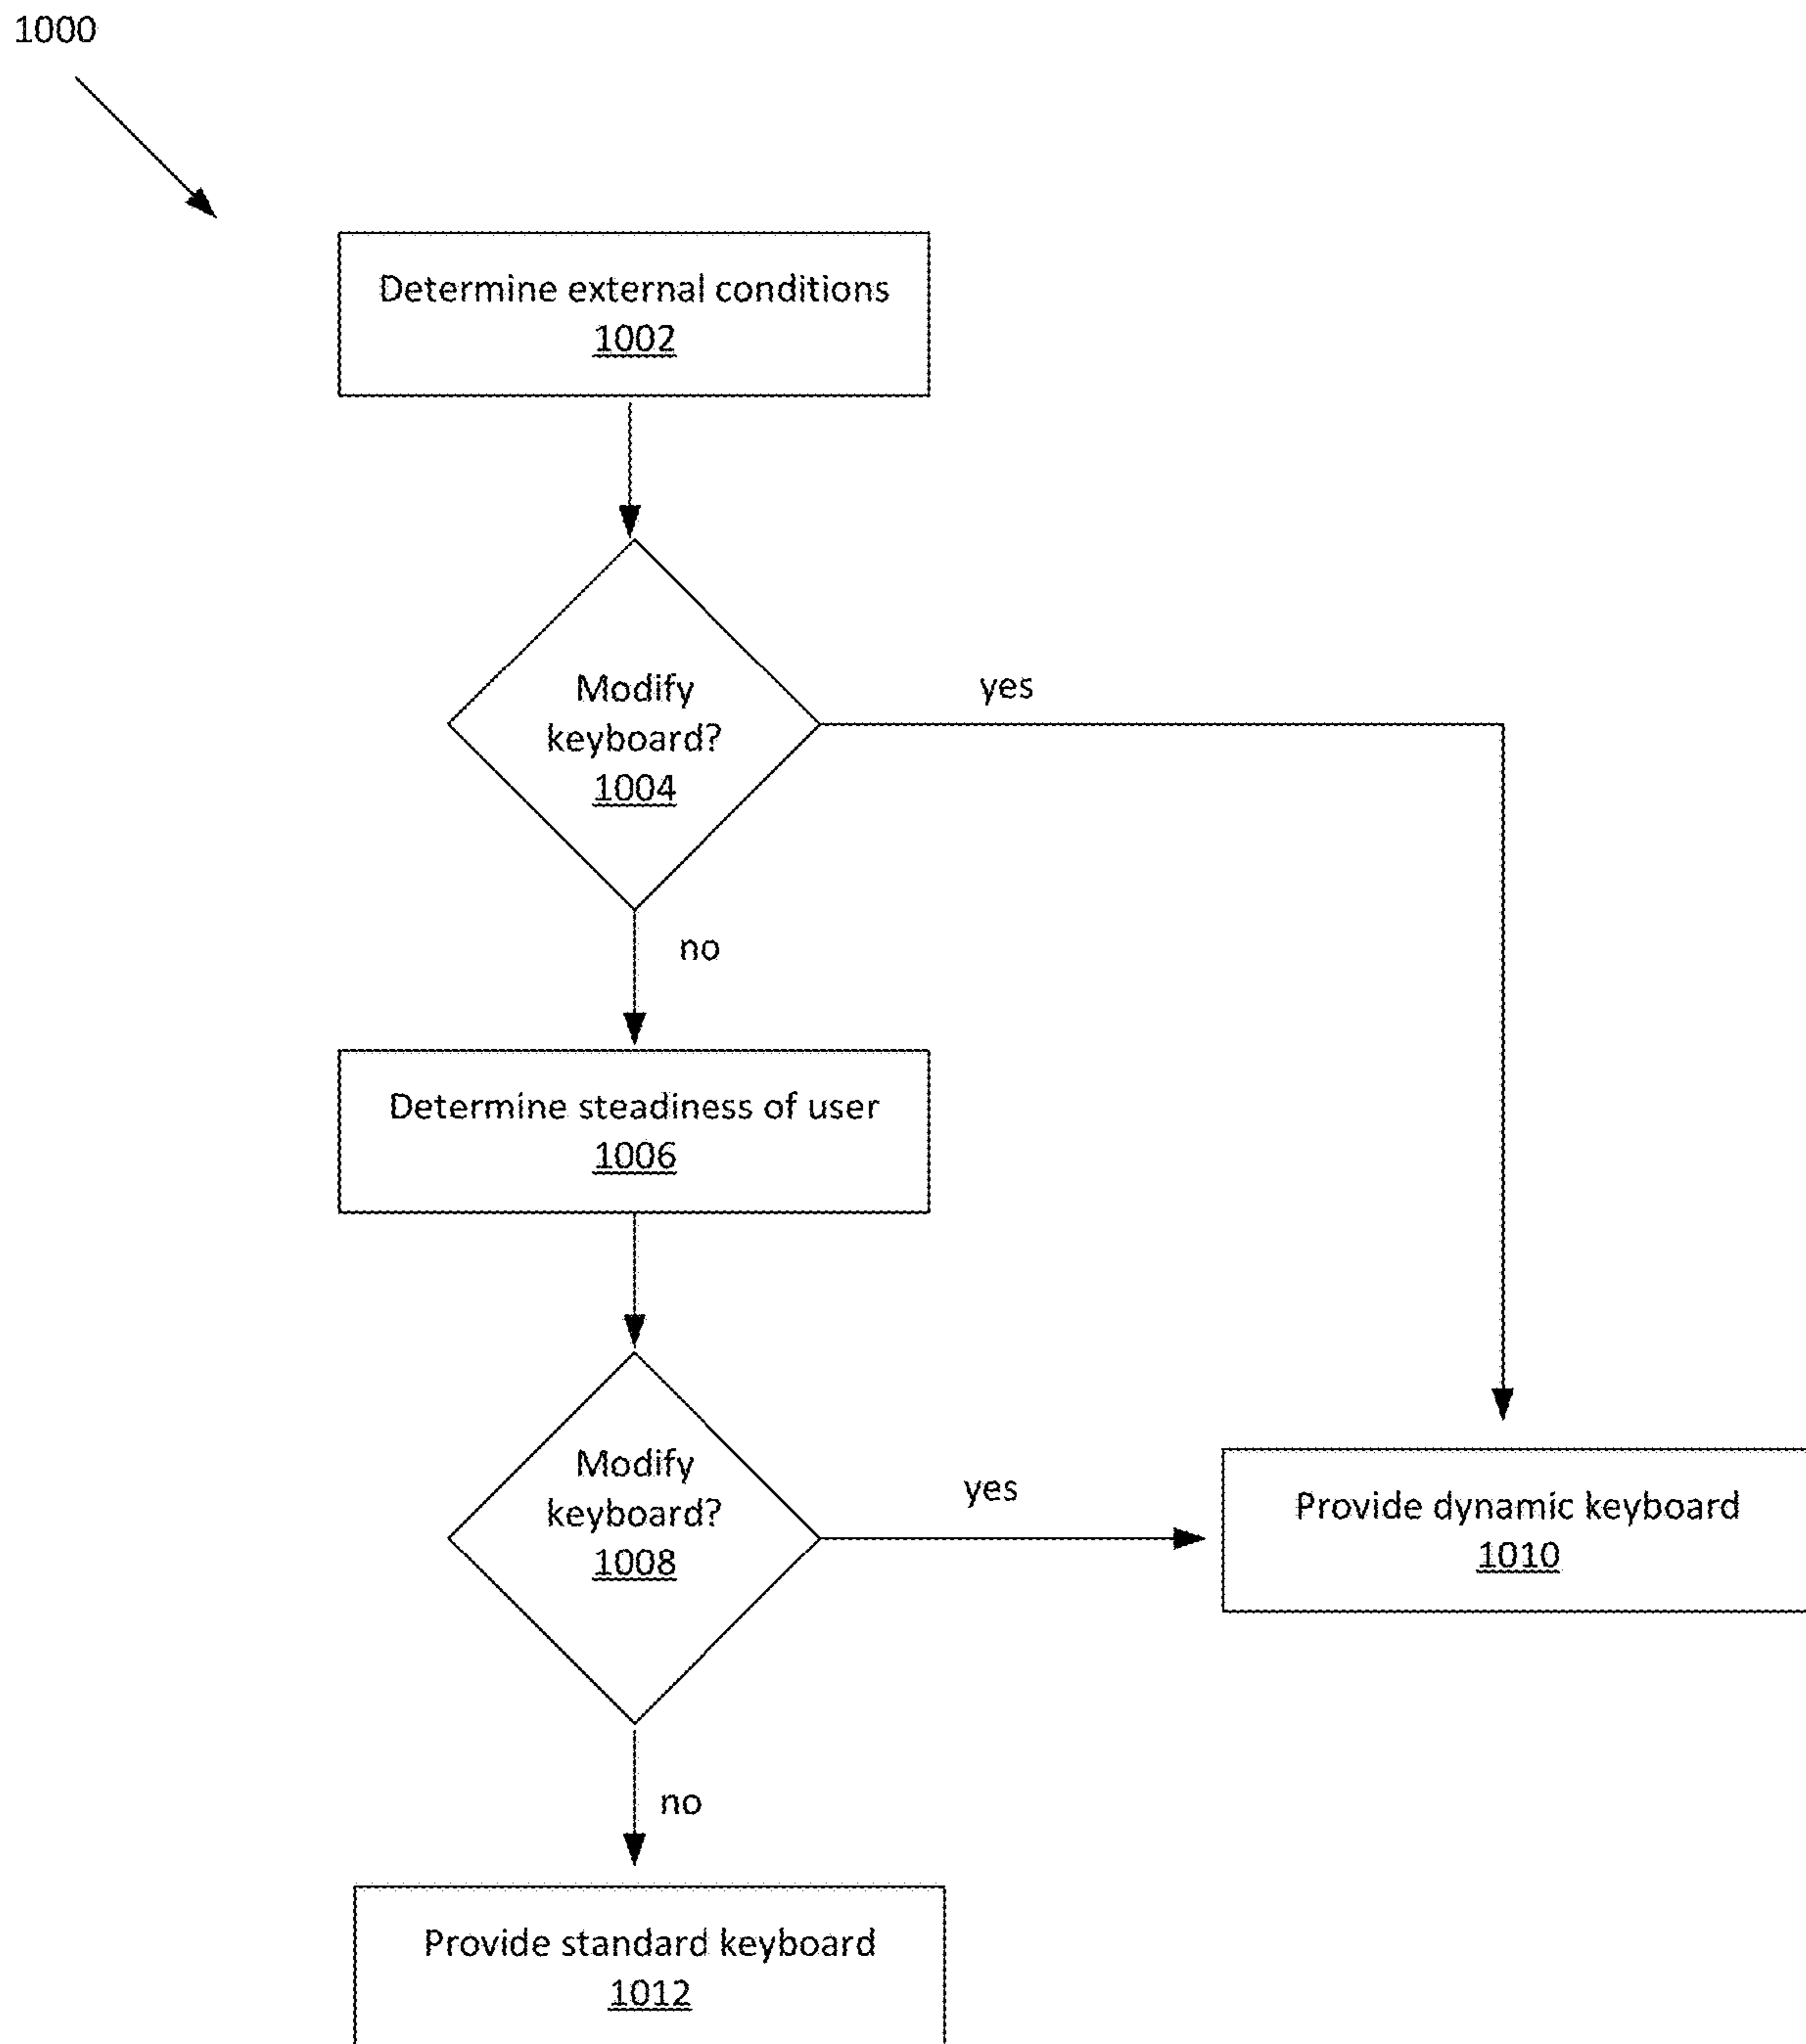 1000
Determine external conditions
1002
Modify
keyboard?
1004
yes
no
Determine steadiness of user
1006
Modify
keyboard?
1008
yes
Provide dynamic keyboard
1010
no
Provide standard keyboard
1012